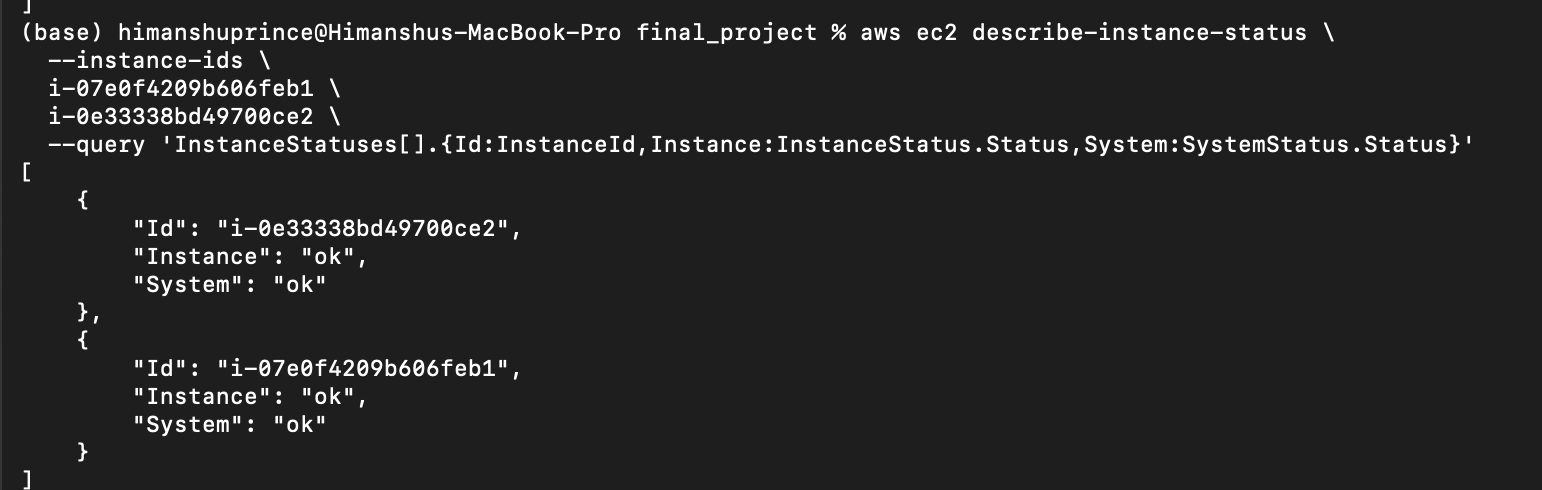 ]
(base) himanshuprince@Himanshus-MacBook-Pro final_project % aws ec2 describe-instance-status \
  --instance-ids \
  i-07e0f4209b606feb1 \
  i-0e33338bd49700ce2 \
  --query 'InstanceStatuses[].{Id:InstanceId,Instance:InstanceStatus.Status,System:SystemStatus.Status}'
[
    {
        "Id": "i-0e33338bd49700ce2",
        "Instance": "ok",
        "System": "ok"
    },
    {
        "Id": "i-07e0f4209b606feb1",
        "Instance": "ok",
        "System": "ok"
    }
]